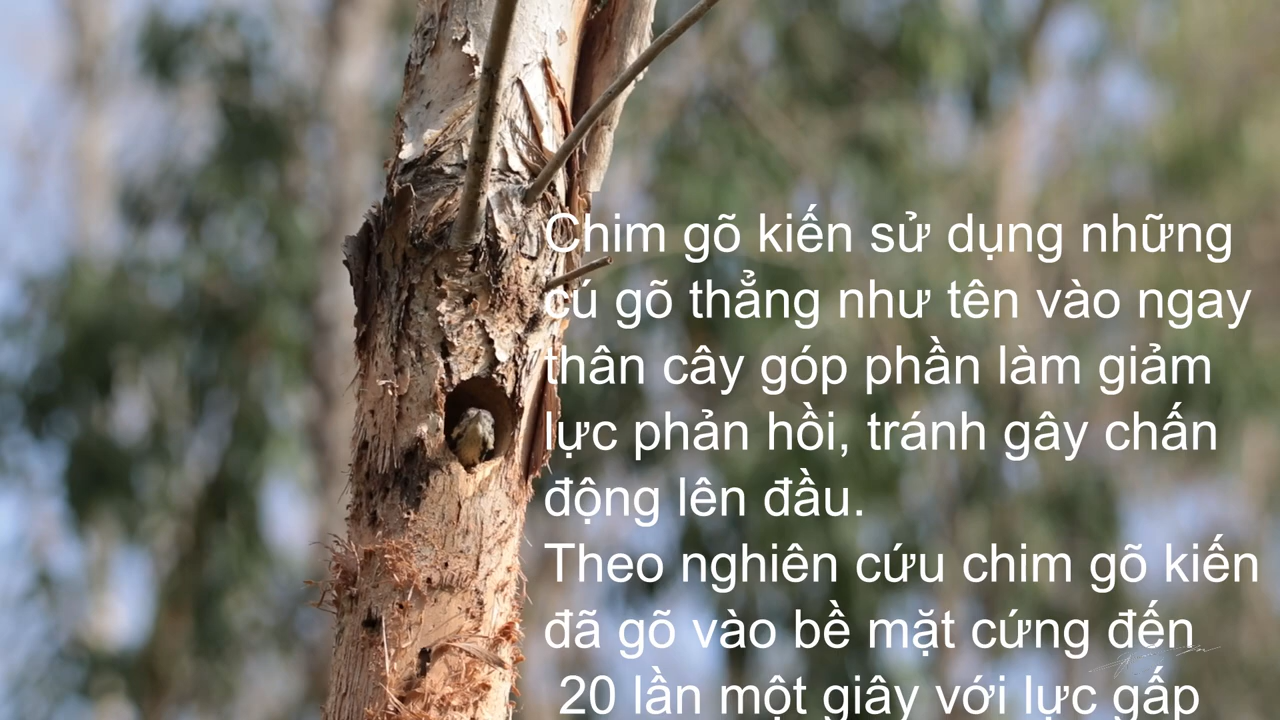 Chim gõ kiến sử dụng những
cú gõ thẳng như tên vào ngay
thân cây góp phần làm giảm
lực phản hồi, tránh gây chấn
động lên đầu.
Theo nghiên cứu chim gõ kiến
đã gõ vào bề mặt cứng đến
20 lần một giây với lực gấp